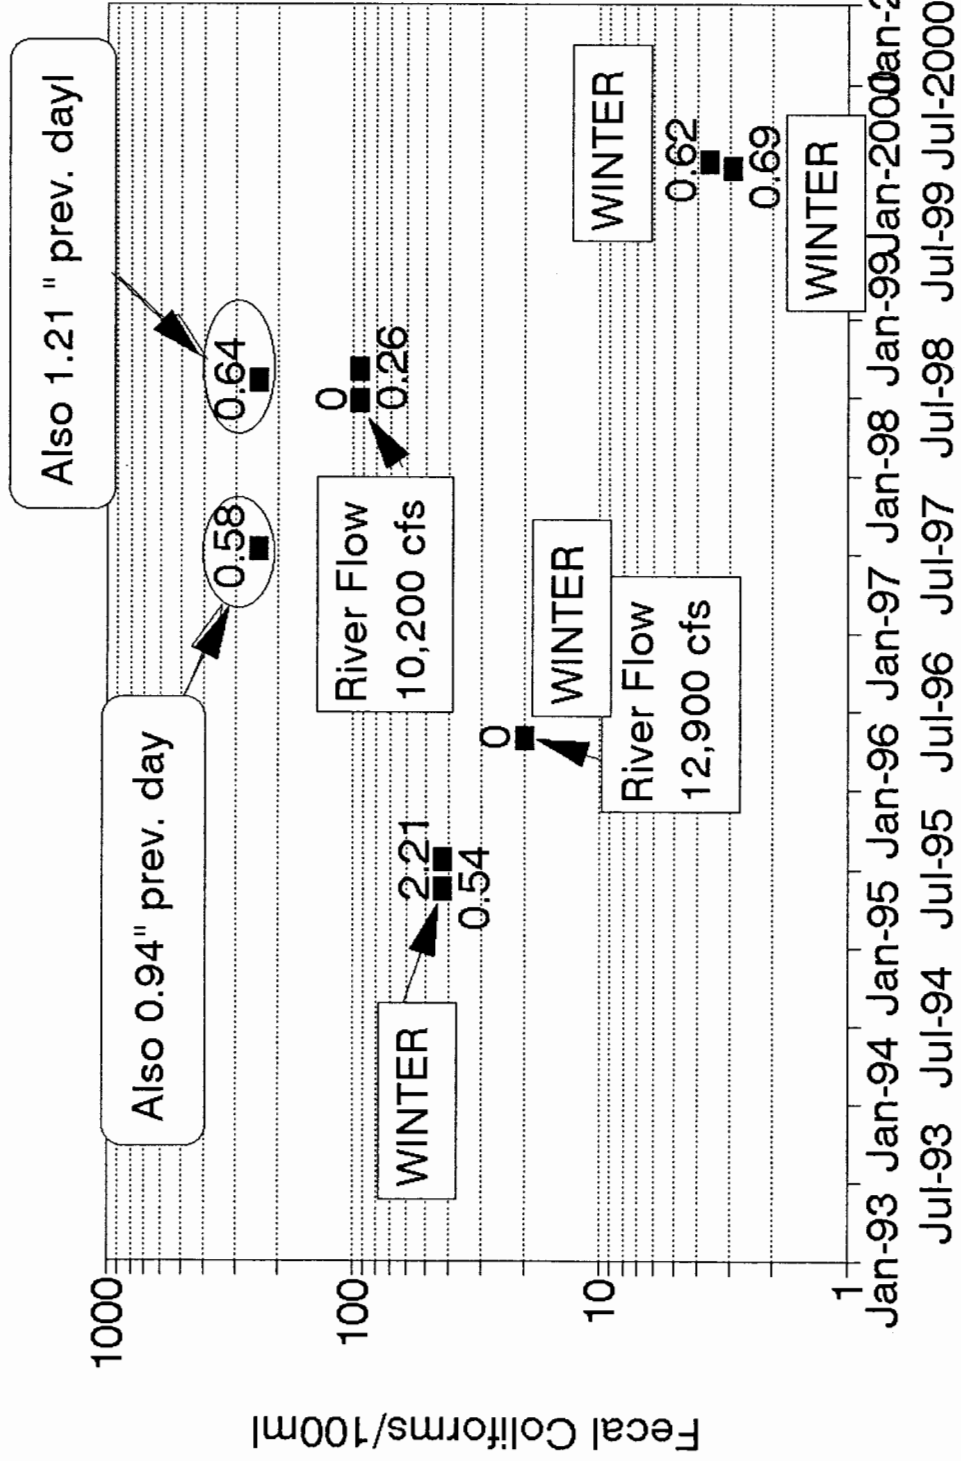 Also 1.21 " prev. day!
Also 0.94" prev. day
0.64
0.58
0
0.26
River Flow
10,200 cfs
WINTER
2.21
0.54
0
WINTER
River Flow
12,900 cfs
WINTER
0.62
0.69
WINTER
1000
100
10
1
Fecal Coliforms/100ml
Jan-93 Jan-94 Jan-95 Jan-96 Jan-97 Jan-98 Jan-99 Jan-2000 Jan-2
Jul-93 Jul-94 Jul-95 Jul-96 Jul-97 Jul-98 Jul-99 Jul-2000